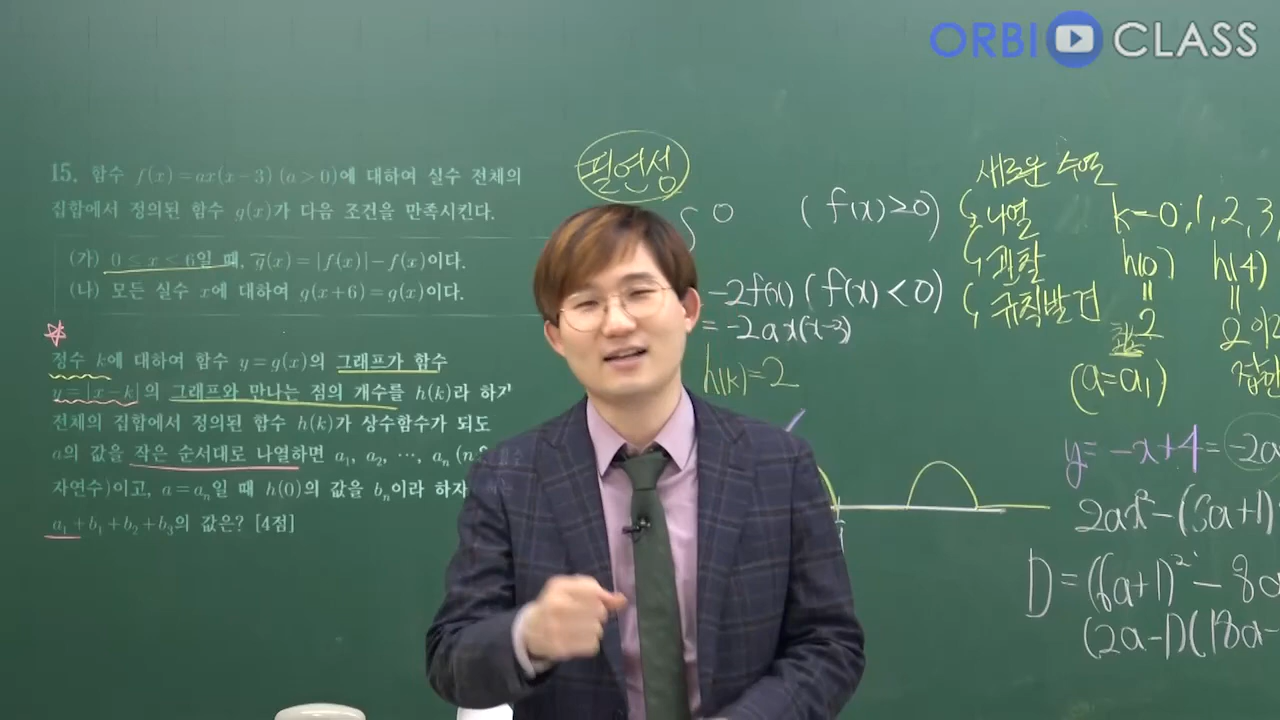 ORBI CLASS
15. 함수 f(x)=ax(x-3) (a>0)에 대하여 실수 전체의
집합에서 정의된 함수 g(x)가 다음 조건을 만족시킨다.
(가) 0≤x<6일 때, g(x)=|f(x)|-f(x)이다.
(나) 모든 실수 x에 대하여 g(x+6)=g(x)이다.
정수 k에 대하여 함수 y=g(x)의 그래프가 함수
y=|x-k|의 그래프와 만나는 점의 개수를 h(k)라 하자
전체의 집합에서 정의된 함수 h(k)가 상수함수가 되도
a의 값을 작은 순서대로 나열하면 a₁, a₂, ⋯, aₙ (n
자연수)이고, a=aₙ일 때 h(0)의 값을 bₙ이라 하자
a₁+b₁+b₂+b₃의 값은? [4점]
필연성
0 (f(x)≥0)
-2f(x) (f(x)<0)
=-2ax(x-3)
h(k)=2
새로운 수열
나열
관찰
규칙발견
k=0,1,2,3,
h(0) h(4)
= =
2 2
(a=a₁)
y=-x+4=-2a
2ax²-(6a+1)
D=(6a+1)²-8a
(2a-1)(18a-